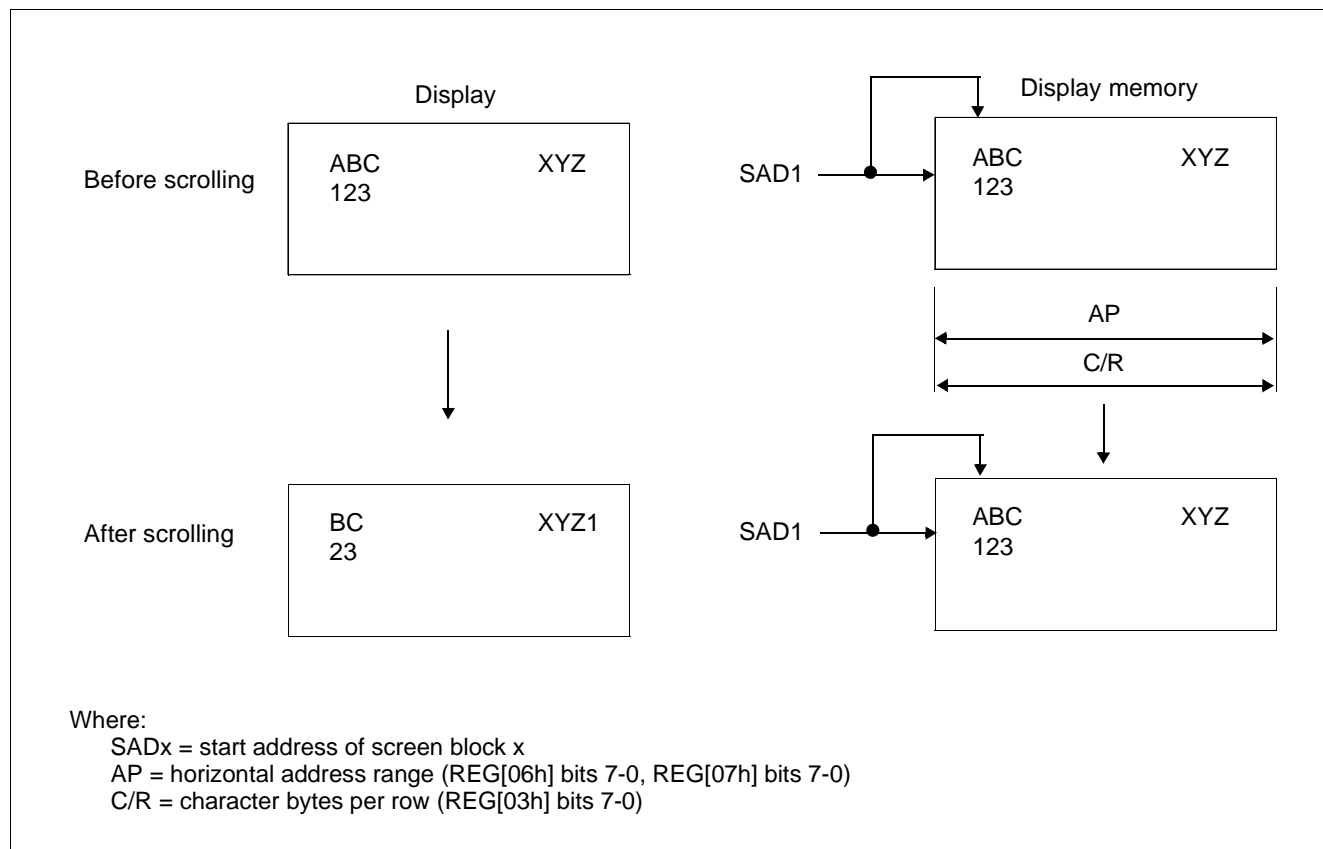 Display
Display memory
Before scrolling
ABC XYZ
123
SAD1
ABC XYZ
123
AP
C/R
After scrolling
BC XYZ1
23
SAD1
ABC XYZ
123
Where:
SADx = start address of screen block x
AP = horizontal address range (REG[06h] bits 7-0, REG[07h] bits 7-0)
C/R = character bytes per row (REG[03h] bits 7-0)